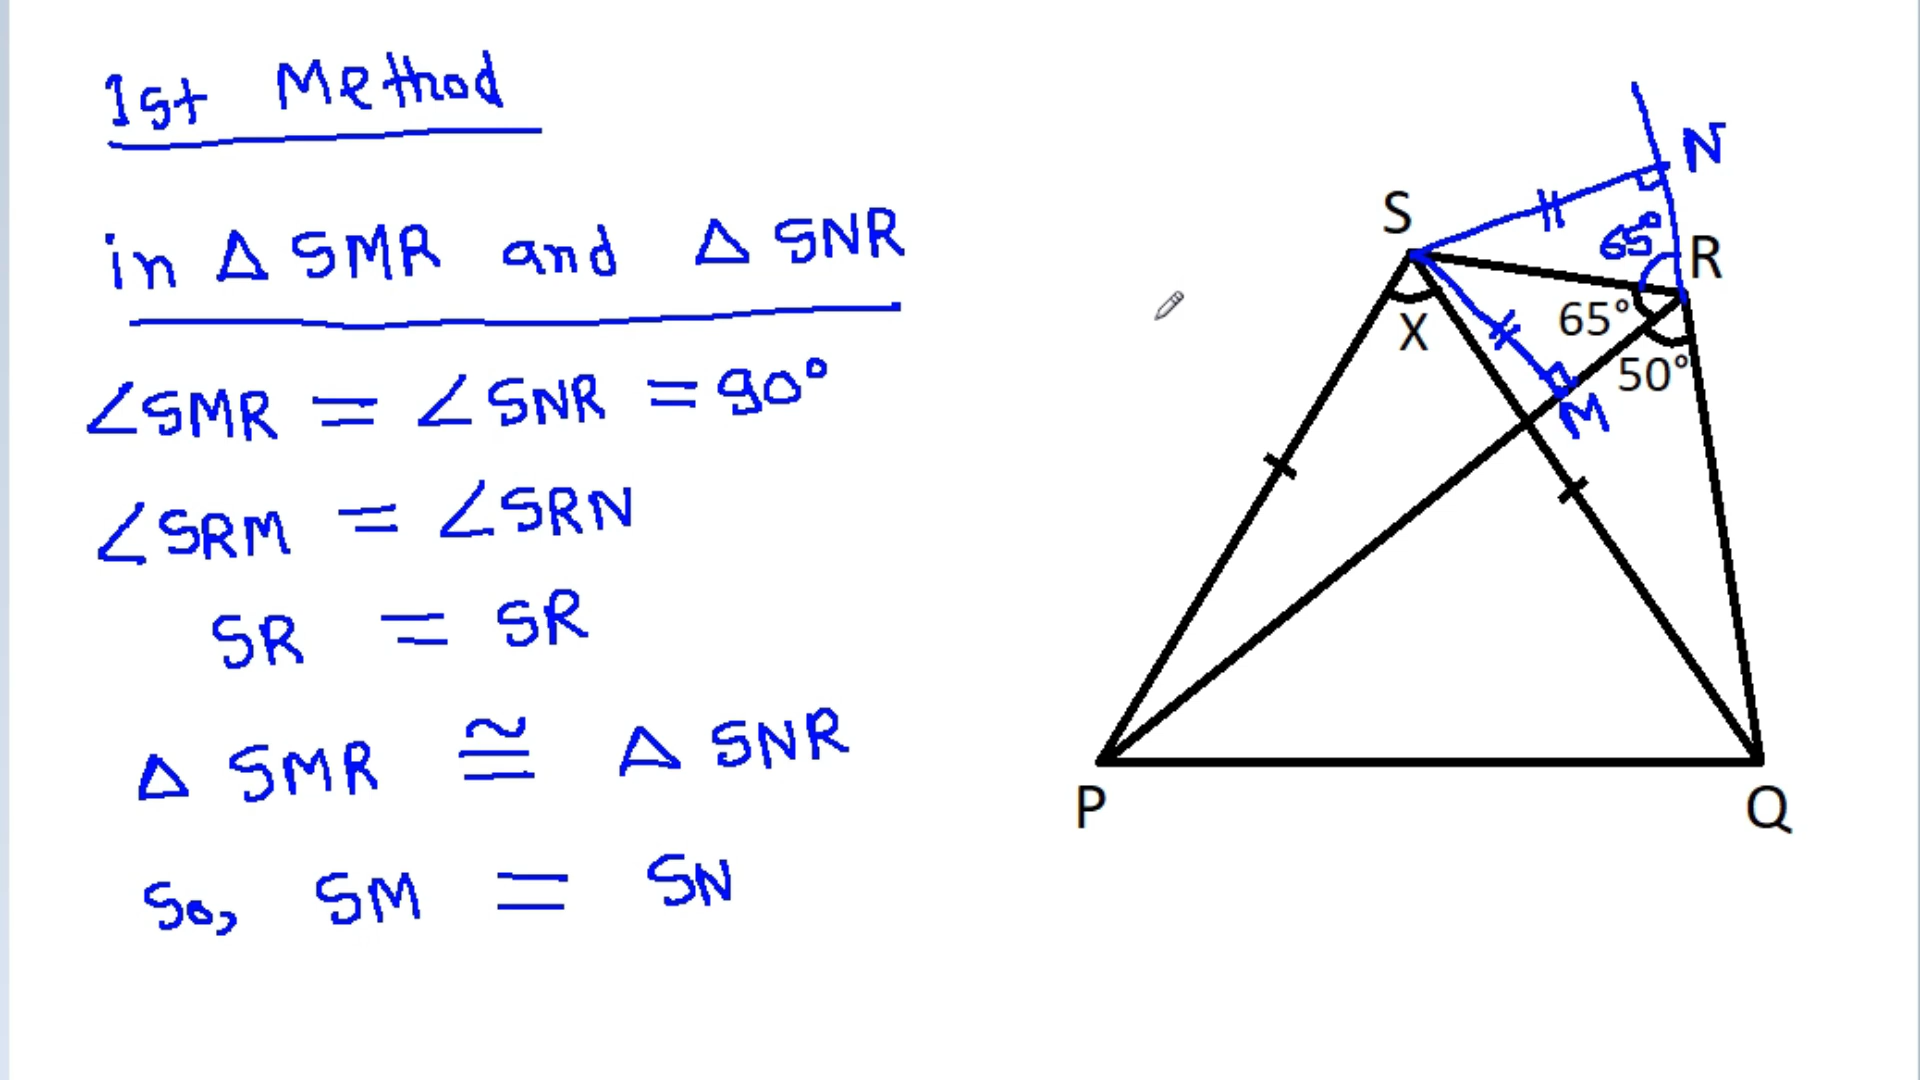 1st Method
in △ SMR and △ SNR
∠SMR = ∠SNR = 90°
∠SRM = ∠SRN
SR = SR
△ SMR ≅ △ SNR
So, SM = SN
N
S
65°
R
X
65°
50°
M
P
Q